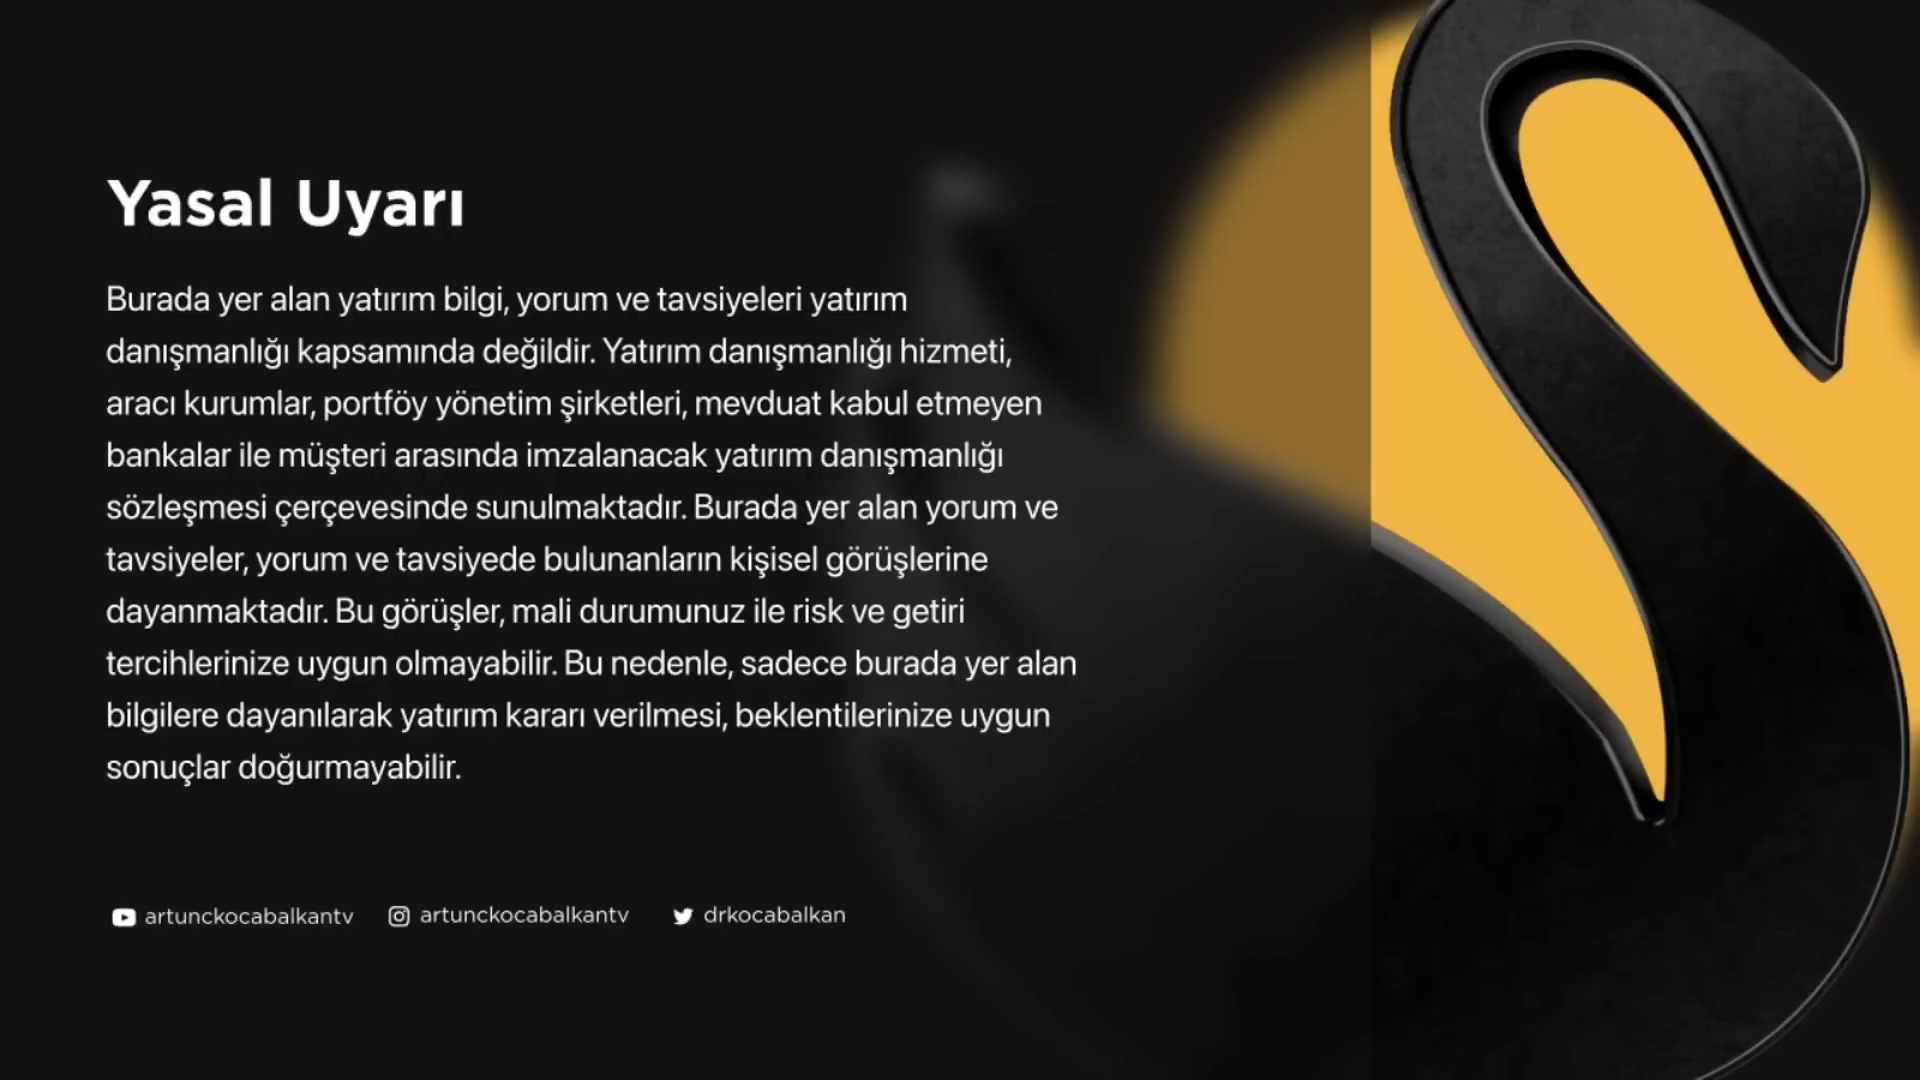 Yasal Uyarı
Burada yer alan yatırım bilgi, yorum ve tavsiyeleri yatırım
danışmanlığı kapsamında değildir. Yatırım danışmanlığı hizmeti,
aracı kurumlar, portföy yönetim şirketleri, mevduat kabul etmeyen
bankalar ile müşteri arasında imzalanacak yatırım danışmanlığı
sözleşmesi çerçevesinde sunulmaktadır. Burada yer alan yorum ve
tavsiyeler, yorum ve tavsiyede bulunanların kişisel görüşlerine
dayanmaktadır. Bu görüşler, mali durumunuz ile risk ve getiri
tercihlerinize uygun olmayabilir. Bu nedenle, sadece burada yer alan
bilgilere dayanılarak yatırım kararı verilmesi, beklentilerinize uygun
sonuçlar doğurmayabilir.
artunckocabalkantv artunckocabalkantv drkocabalkan